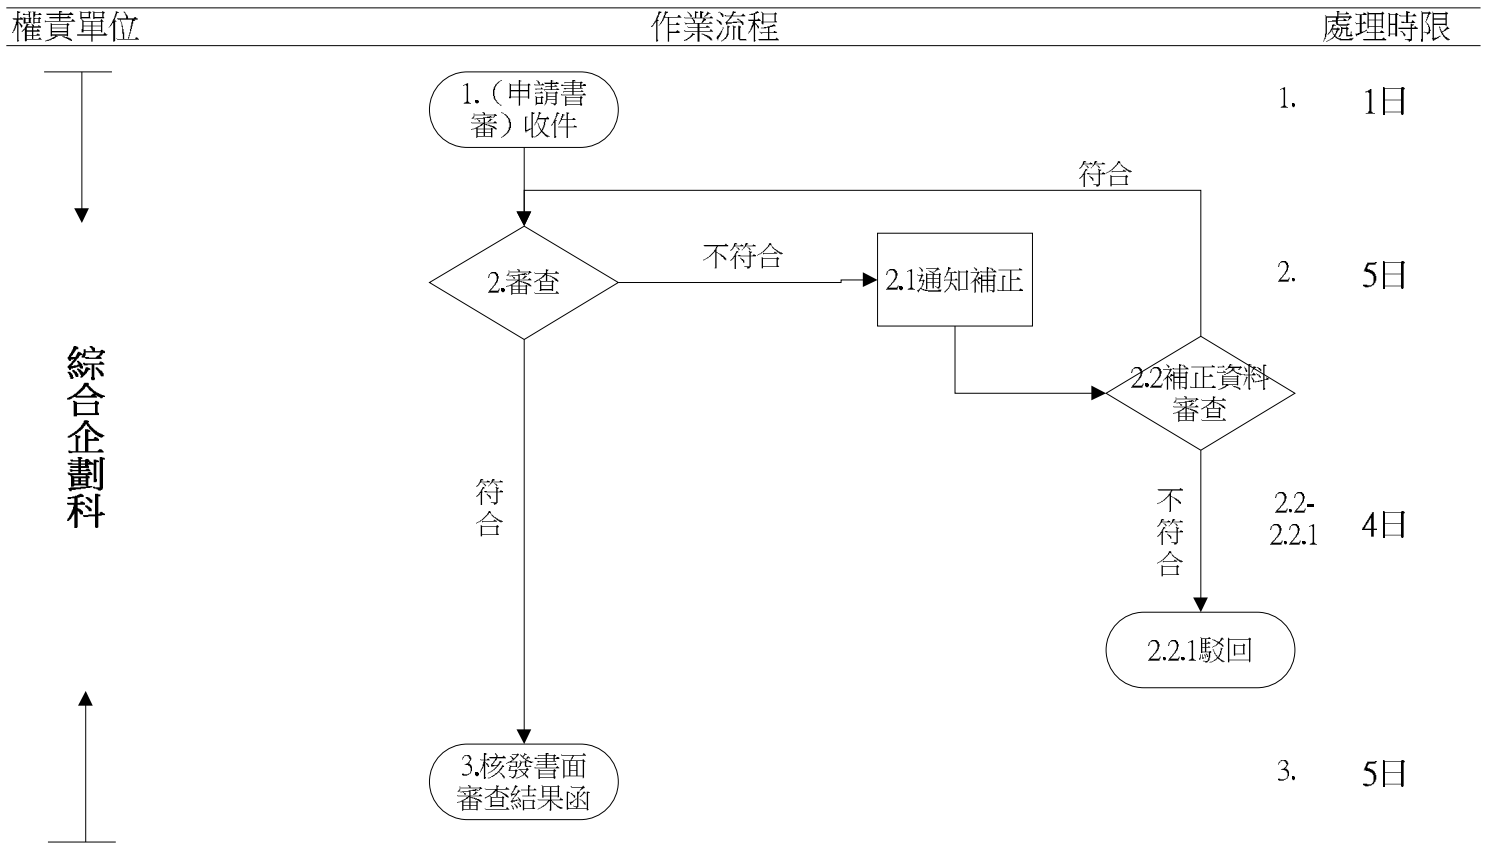 權責單位
作業流程
處理時限
1.（申請書
審）收件
1.
1日
符合
不符合
2.審查
2.1通知補正
2.
5日
綜合企劃科
2.2補正資料
審查
符合
不符合
2.2-
2.2.1
4日
2.2.1駁回
3.核發書面
審查結果函
3.
5日